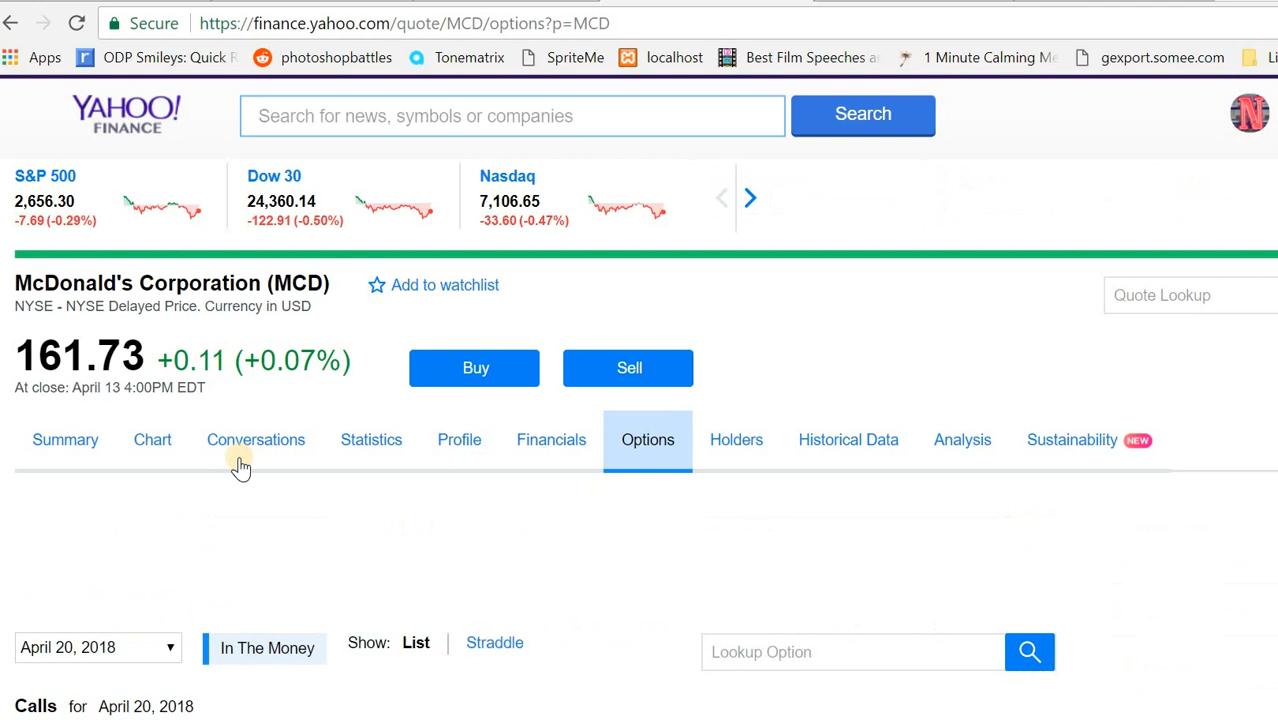 Secure https://finance.yahoo.com/quote/MCD/options?p=MCD
Apps ODP Smileys: Quick photoshopbattles Tonematrix SpriteMe localhost Best Film Speeches 1 Minute Calming gexport.somee.com
YAHOO!
FINANCE
Search for news, symbols or companies Search
N
S&P 500 Dow 30 Nasdaq
2,656.30 24,360.14 7,106.65
-7.69 (-0.29%) -122.91 (-0.50%) -33.60 (-0.47%)
McDonald's Corporation (MCD) Add to watchlist
NYSE - NYSE Delayed Price. Currency in USD
Quote Lookup
161.73 +0.11 (+0.07%) Buy Sell
At close: April 13 4:00PM EDT
Summary Chart Conversations Statistics Profile Financials Options Holders Historical Data Analysis Sustainability NEW
April 20, 2018 In The Money Show: List Straddle Lookup Option
Calls for April 20, 2018